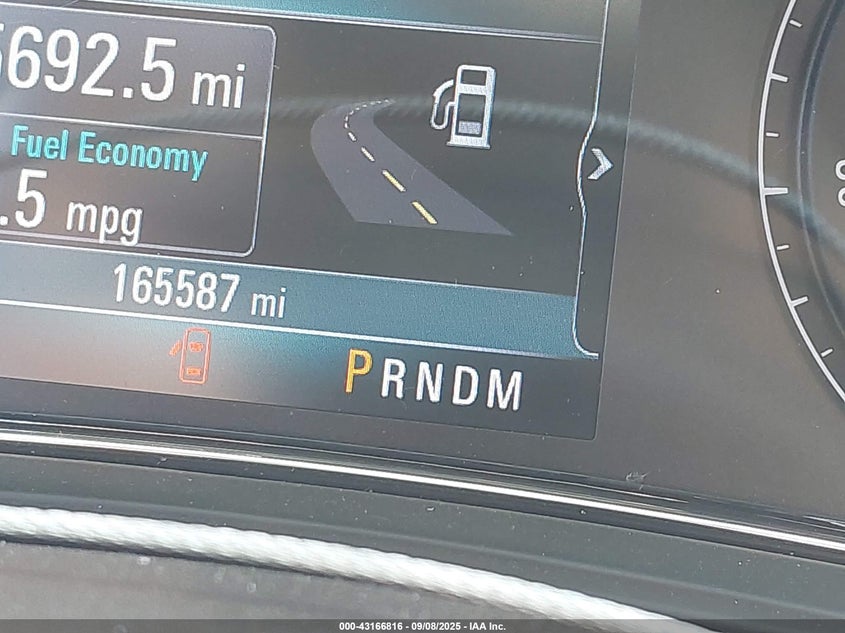 692.5 mi
Fuel Economy
.5 mpg
165587 mi
PRNDM
000-43166816 - 09/08/2025 - IAA Inc.